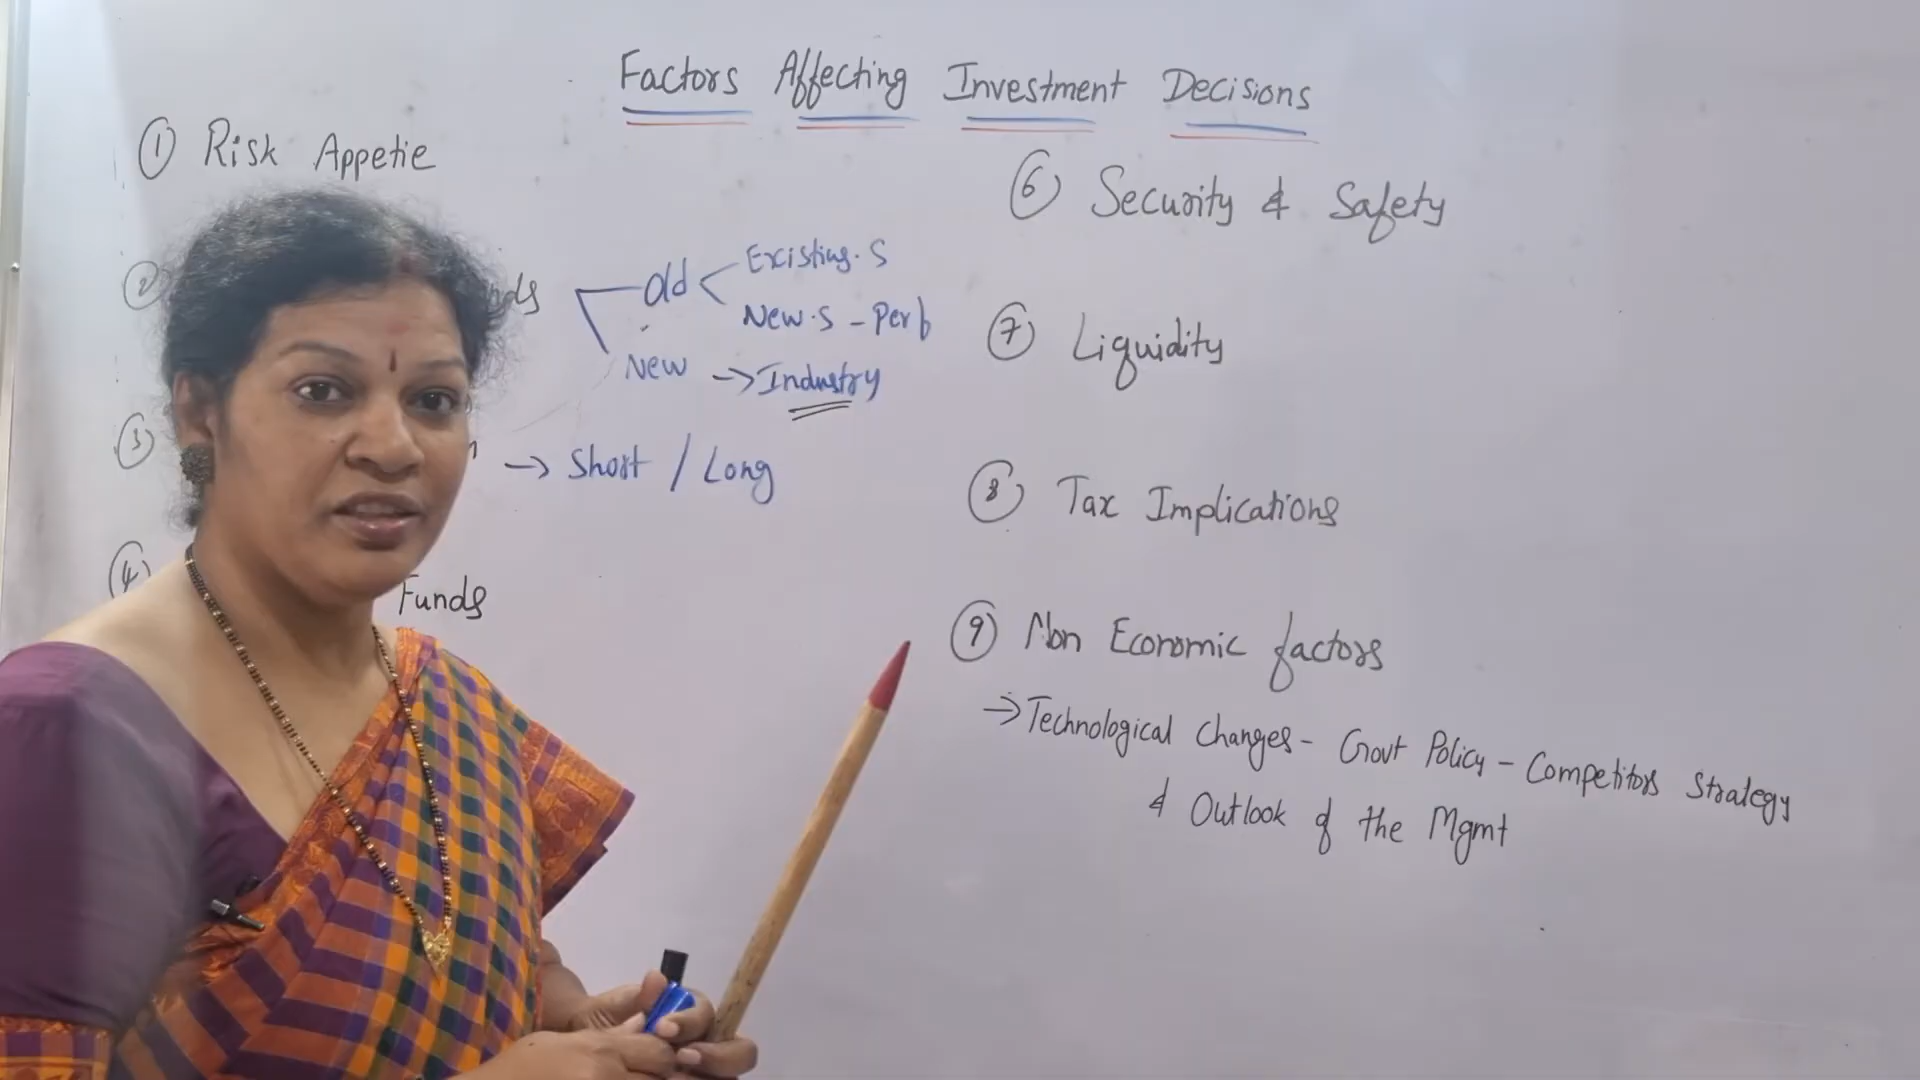 Factors Affecting Investment Decisions
① Risk Appetie
②
Old < Existing.S
New.S - Perb
New -> Industry
③
-> Short / Long
④
Funds
⑥ Security & Safety
⑦ Liquidity
⑧ Tax Implications
⑨ Non Economic factors
-> Technological Changes - Govt Policy - Competitors Strategy
& Outlook of the Mgmt